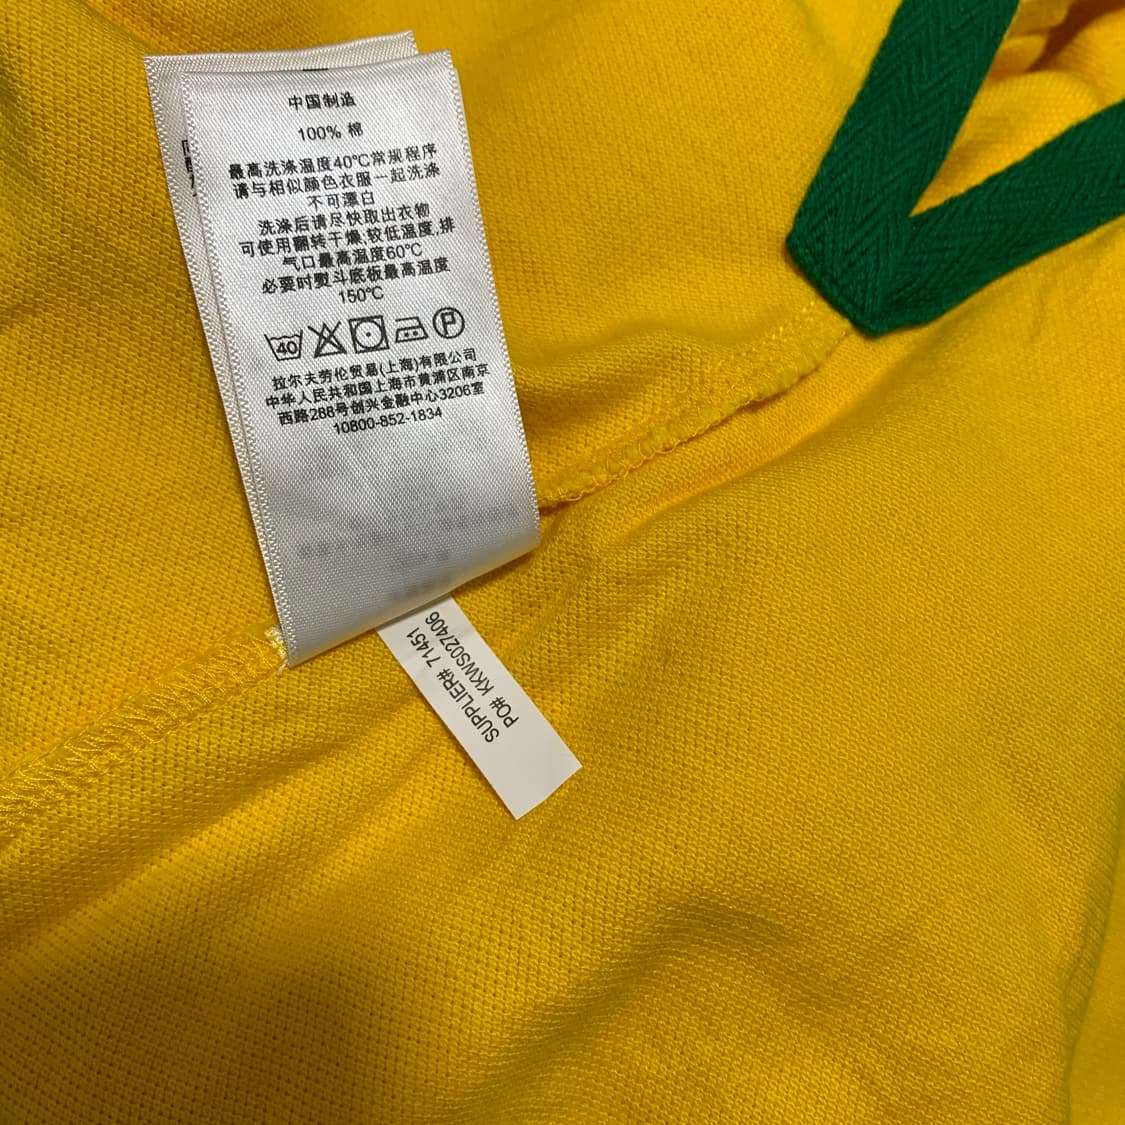 中国制造
100% 棉
最高洗涤温度40℃常规程序
请与相似颜色衣服一起洗涤
不可漂白
洗涤后请尽快取出衣物
可使用翻转干燥,较低温度,排
气口最高温度60℃
必要时熨斗底板最高温度
150℃
40
P
拉尔夫劳伦贸易(上海)有限公司
中华人民共和国上海市黄浦区南京
西路288号创兴金融中心3206室
10800-852-1834
SUPPLIER# 71451
PO# KKWS027406